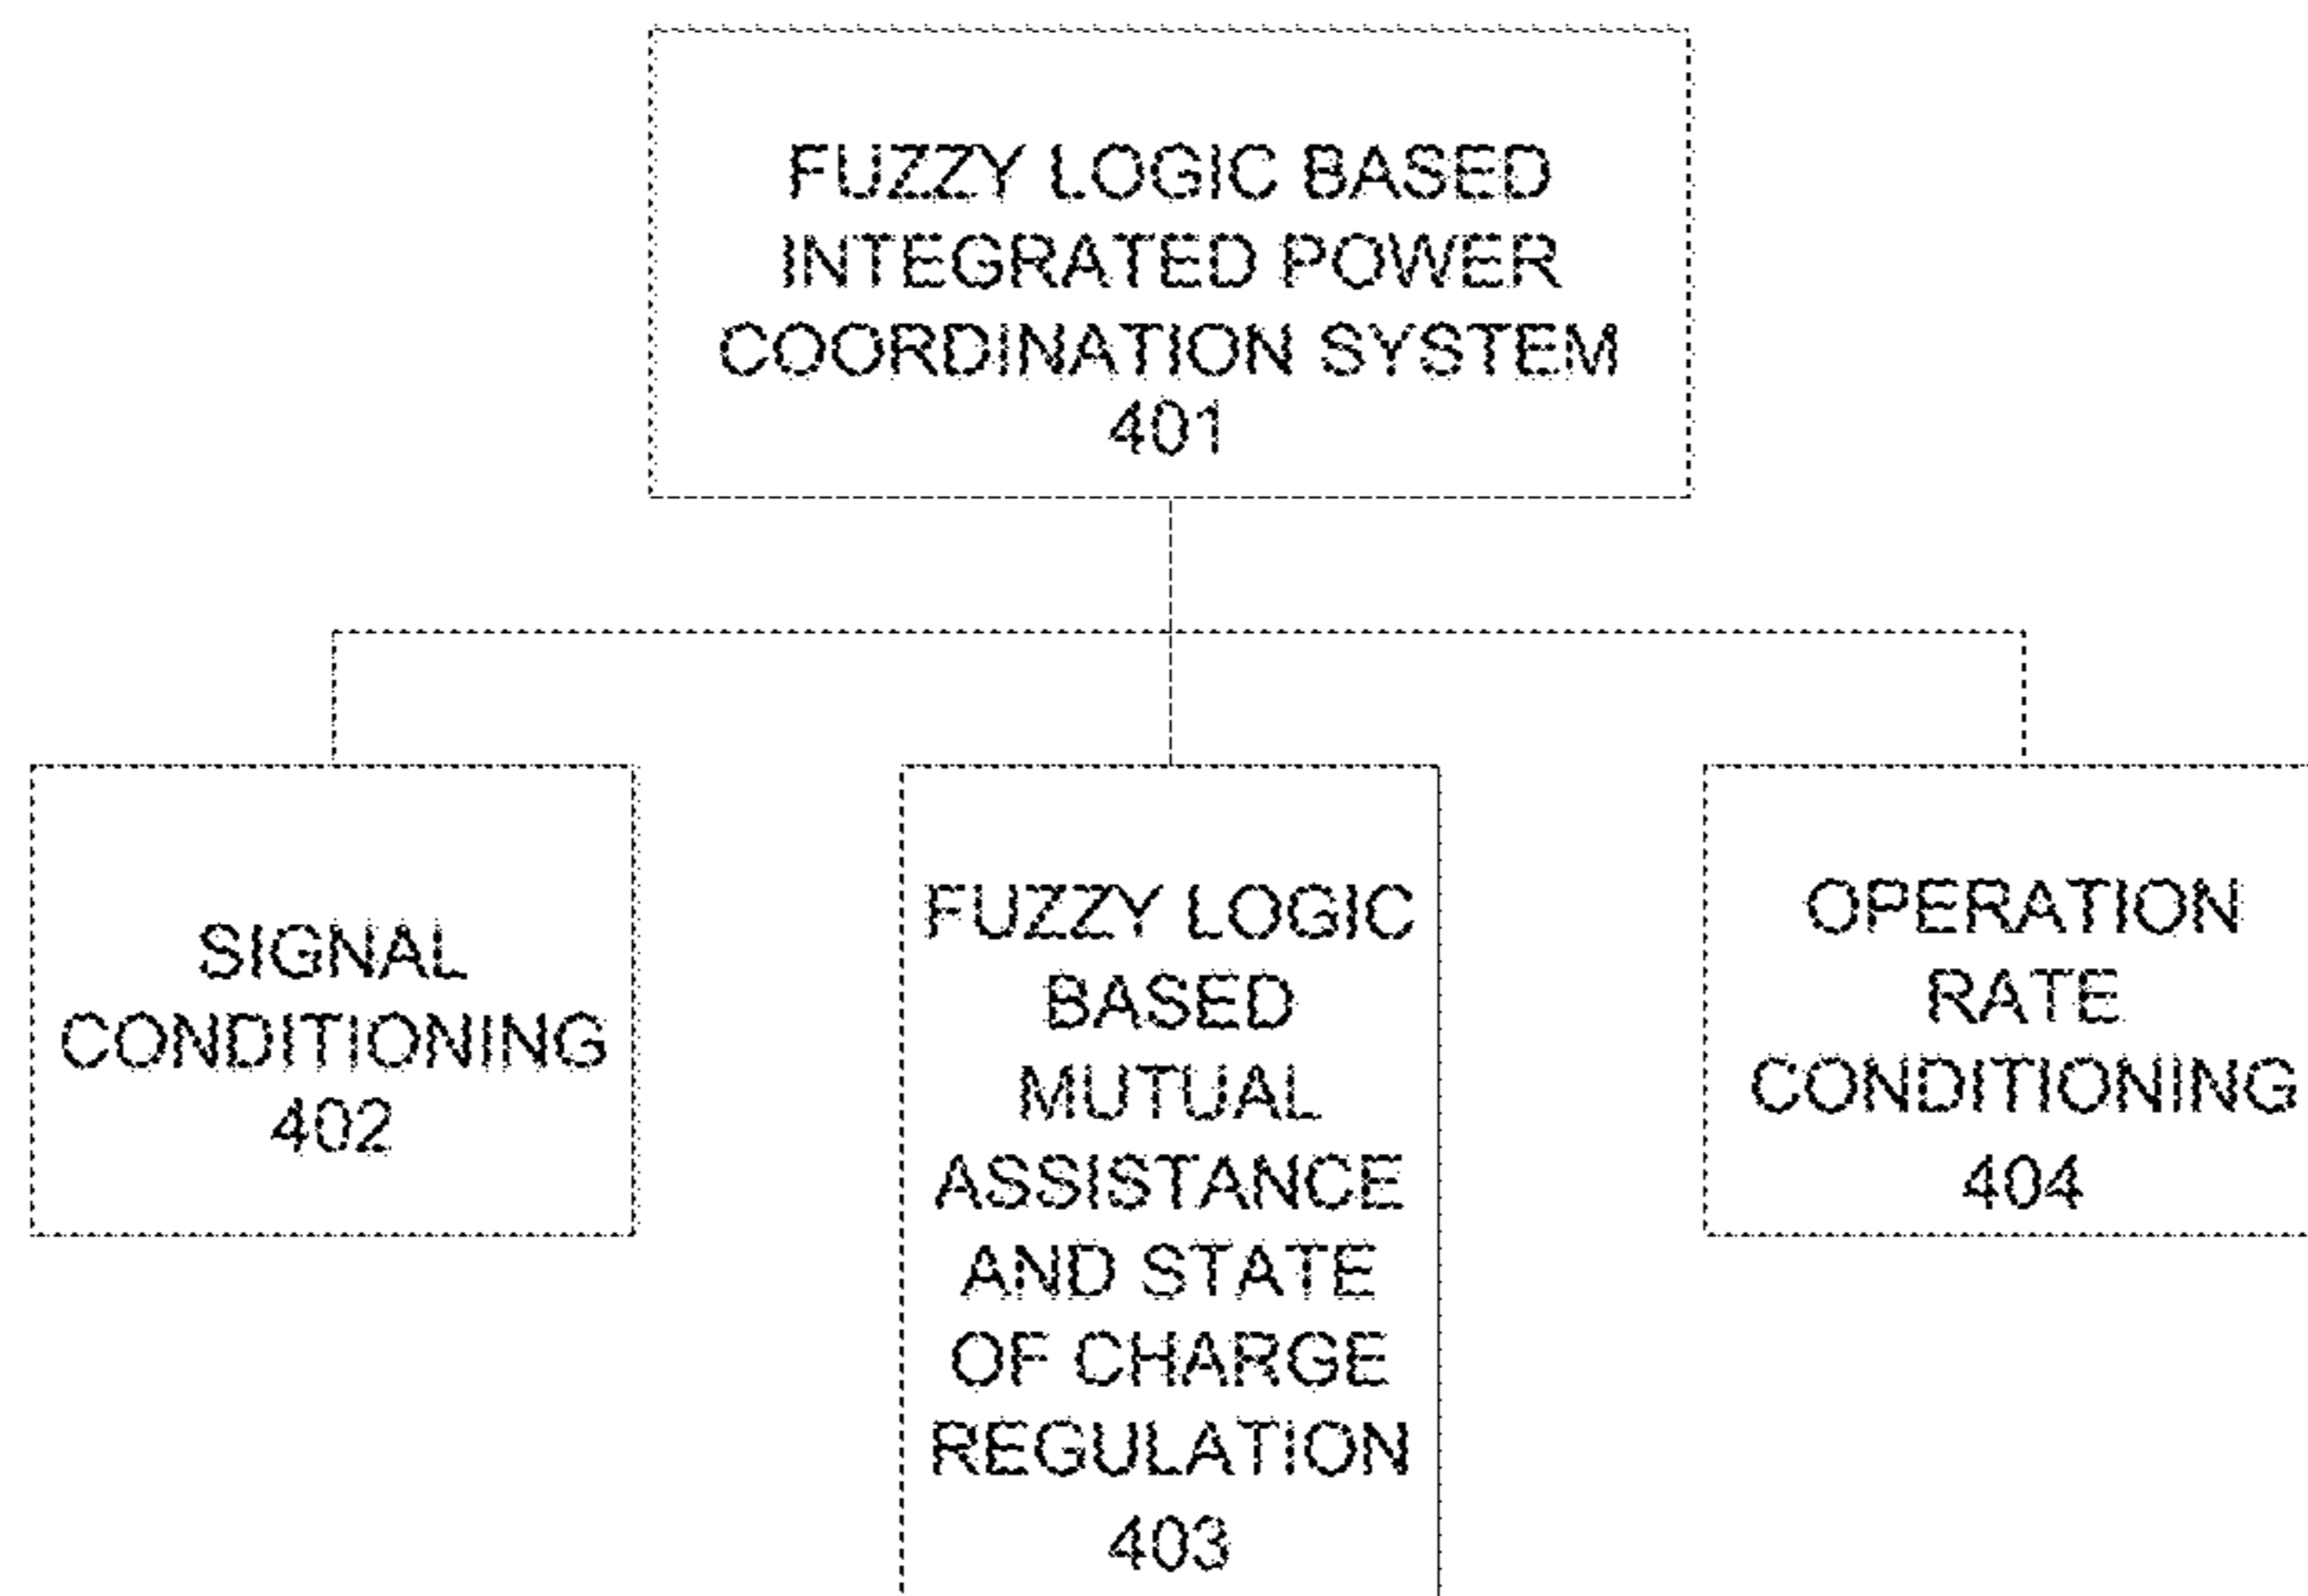 FUZZY LOGIC BASED
INTEGRATED POWER
COORDINATION SYSTEM
401
SIGNAL
CONDITIONING
402
FUZZY LOGIC
BASED
MUTUAL
ASSISTANCE
AND STATE
OF CHARGE
REGULATION
403
OPERATION
RATE
CONDITIONING
404